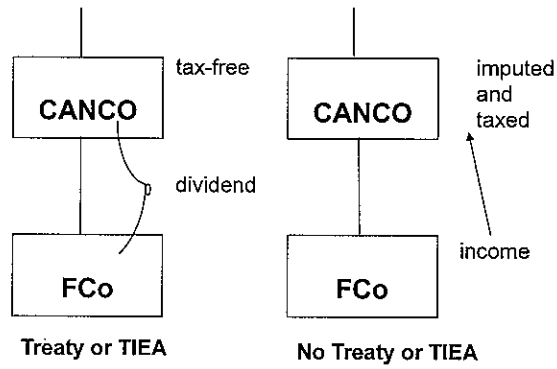 tax-free
CANCO
dividend
FCo
Treaty or TIEA
imputed
and
taxed
CANCO
income
FCo
No Treaty or TIEA